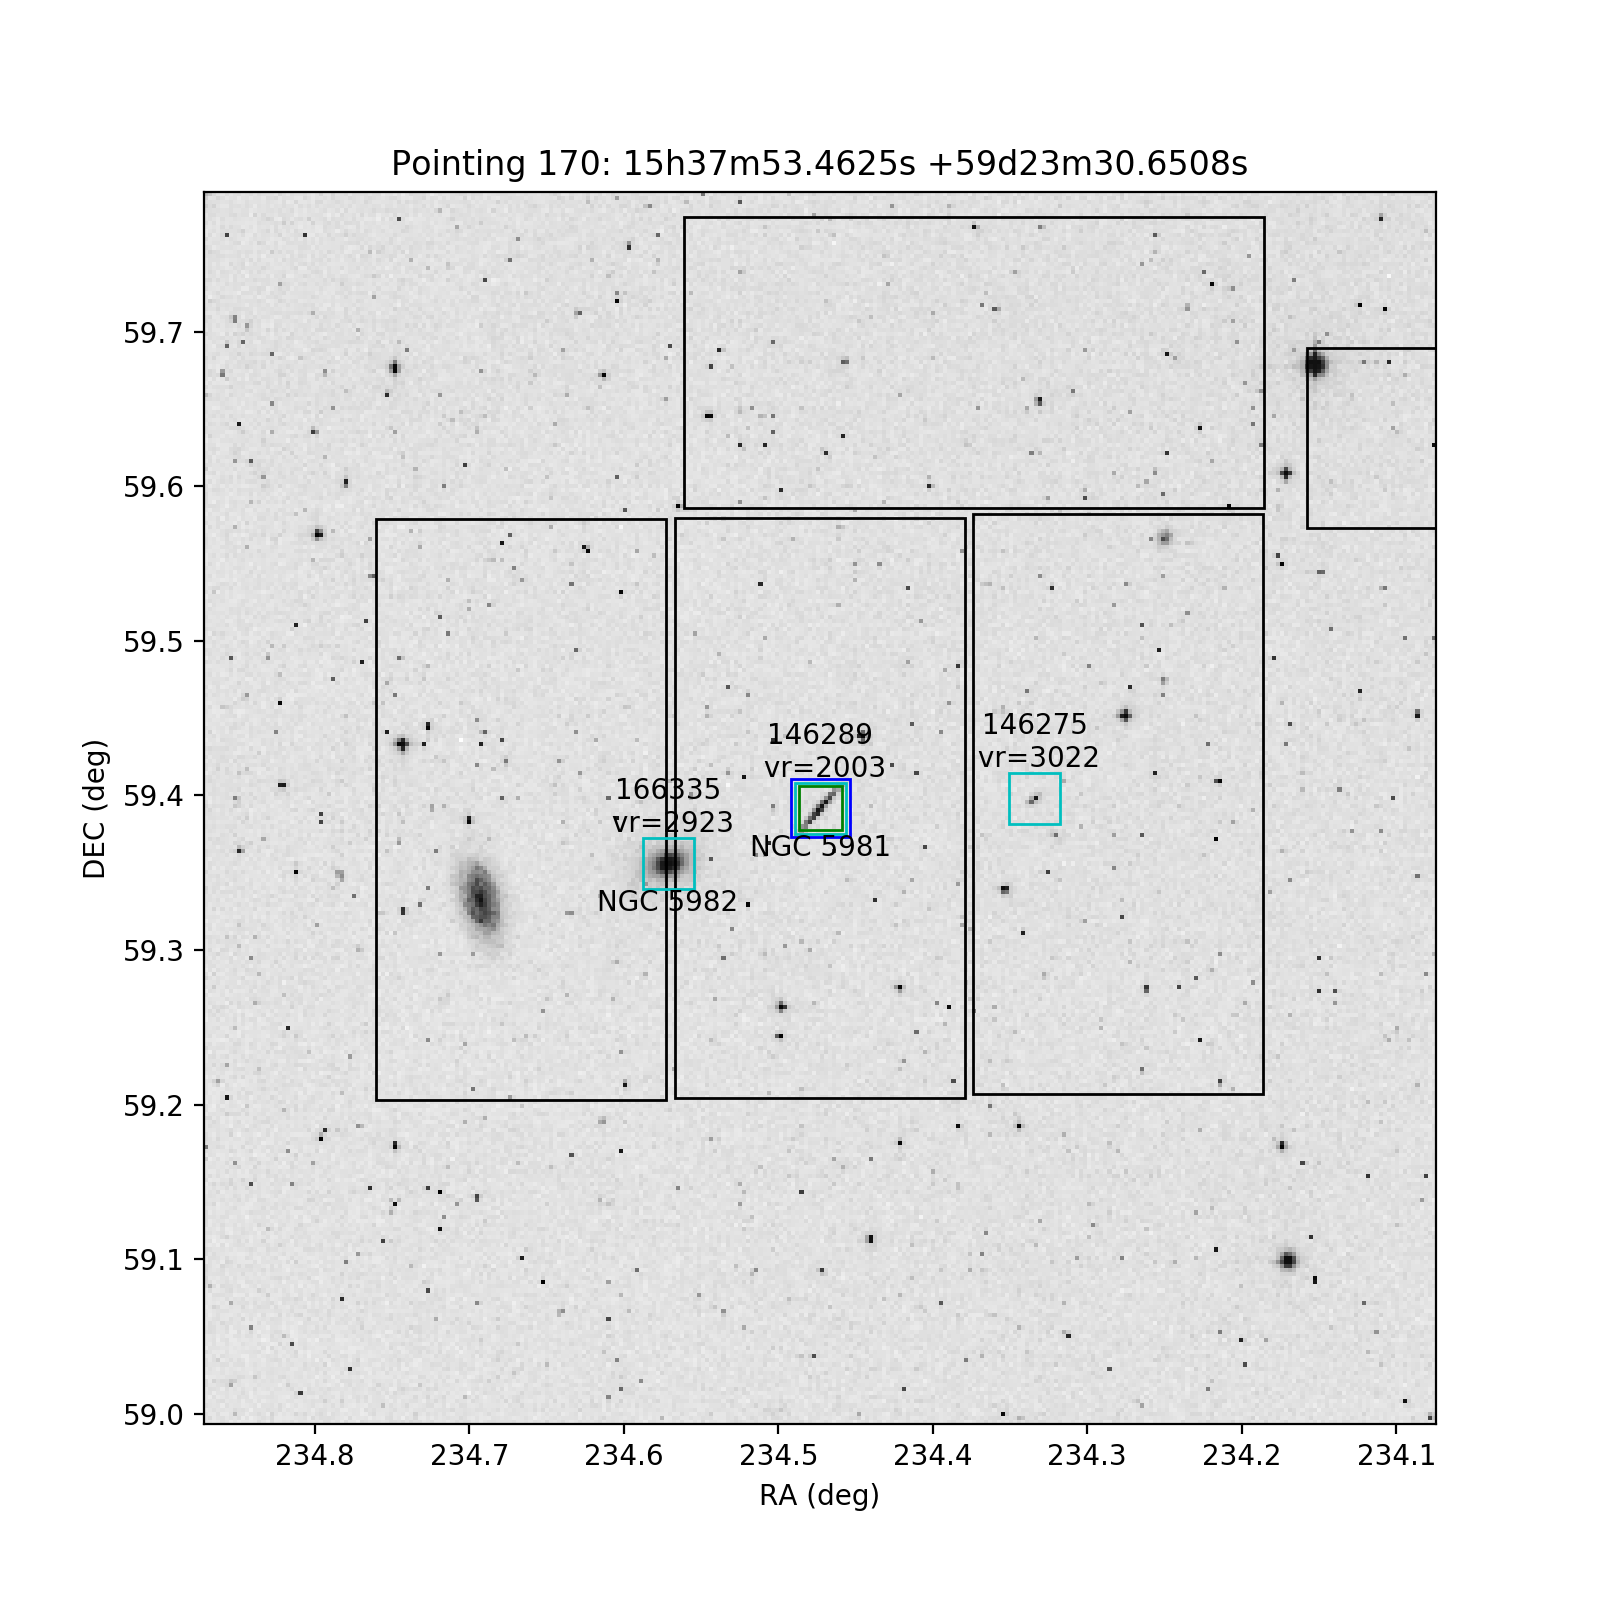 Pointing 170: 15h37m53.4625s +59d23m30.6508s
59.7
59.6
59.5
59.4
59.3
59.2
59.1
59.0
DEC (deg)
146275
vr=3022
146289
vr=2003
NGC 5981
166335
vr=2923
NGC 5982
234.8 234.7 234.6 234.5 234.4 234.3 234.2 234.1
RA (deg)